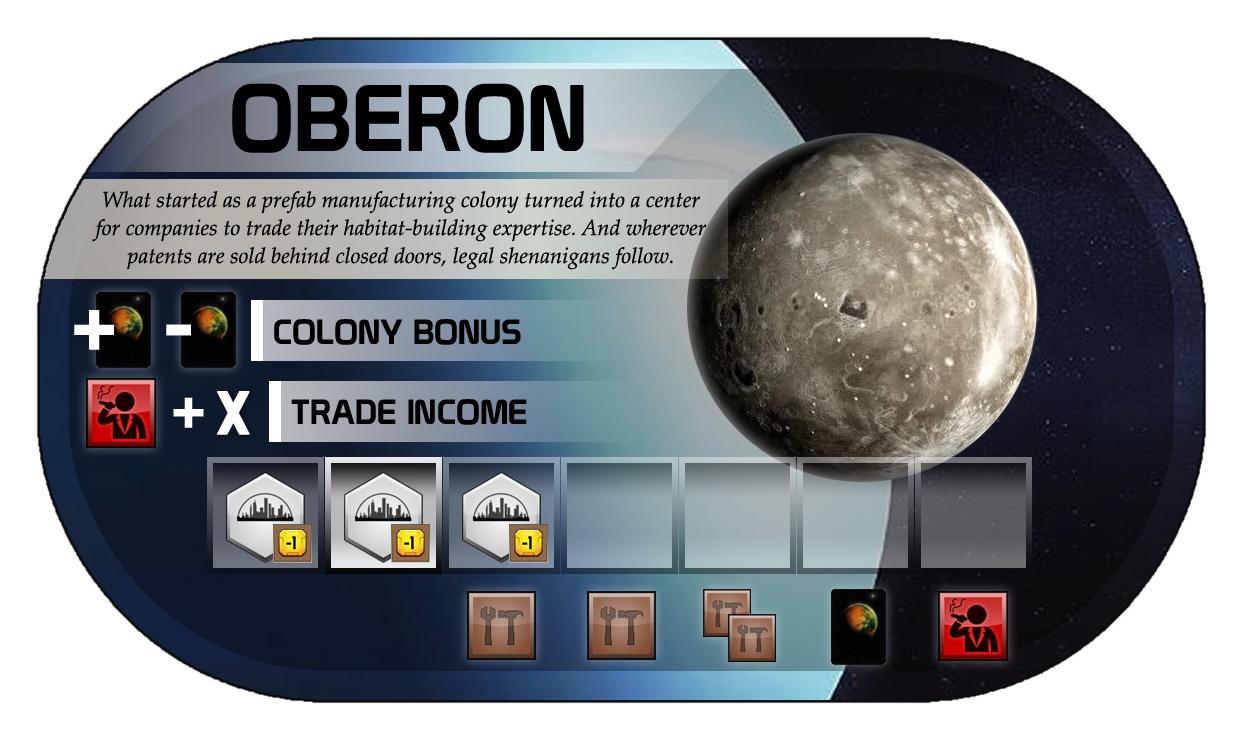 OBERON
What started as a prefab manufacturing colony turned into a center
for companies to trade their habitat-building expertise. And wherever
patents are sold behind closed doors, legal shenanigans follow.
+ - COLONY BONUS
+ X TRADE INCOME
-1 -1 -1